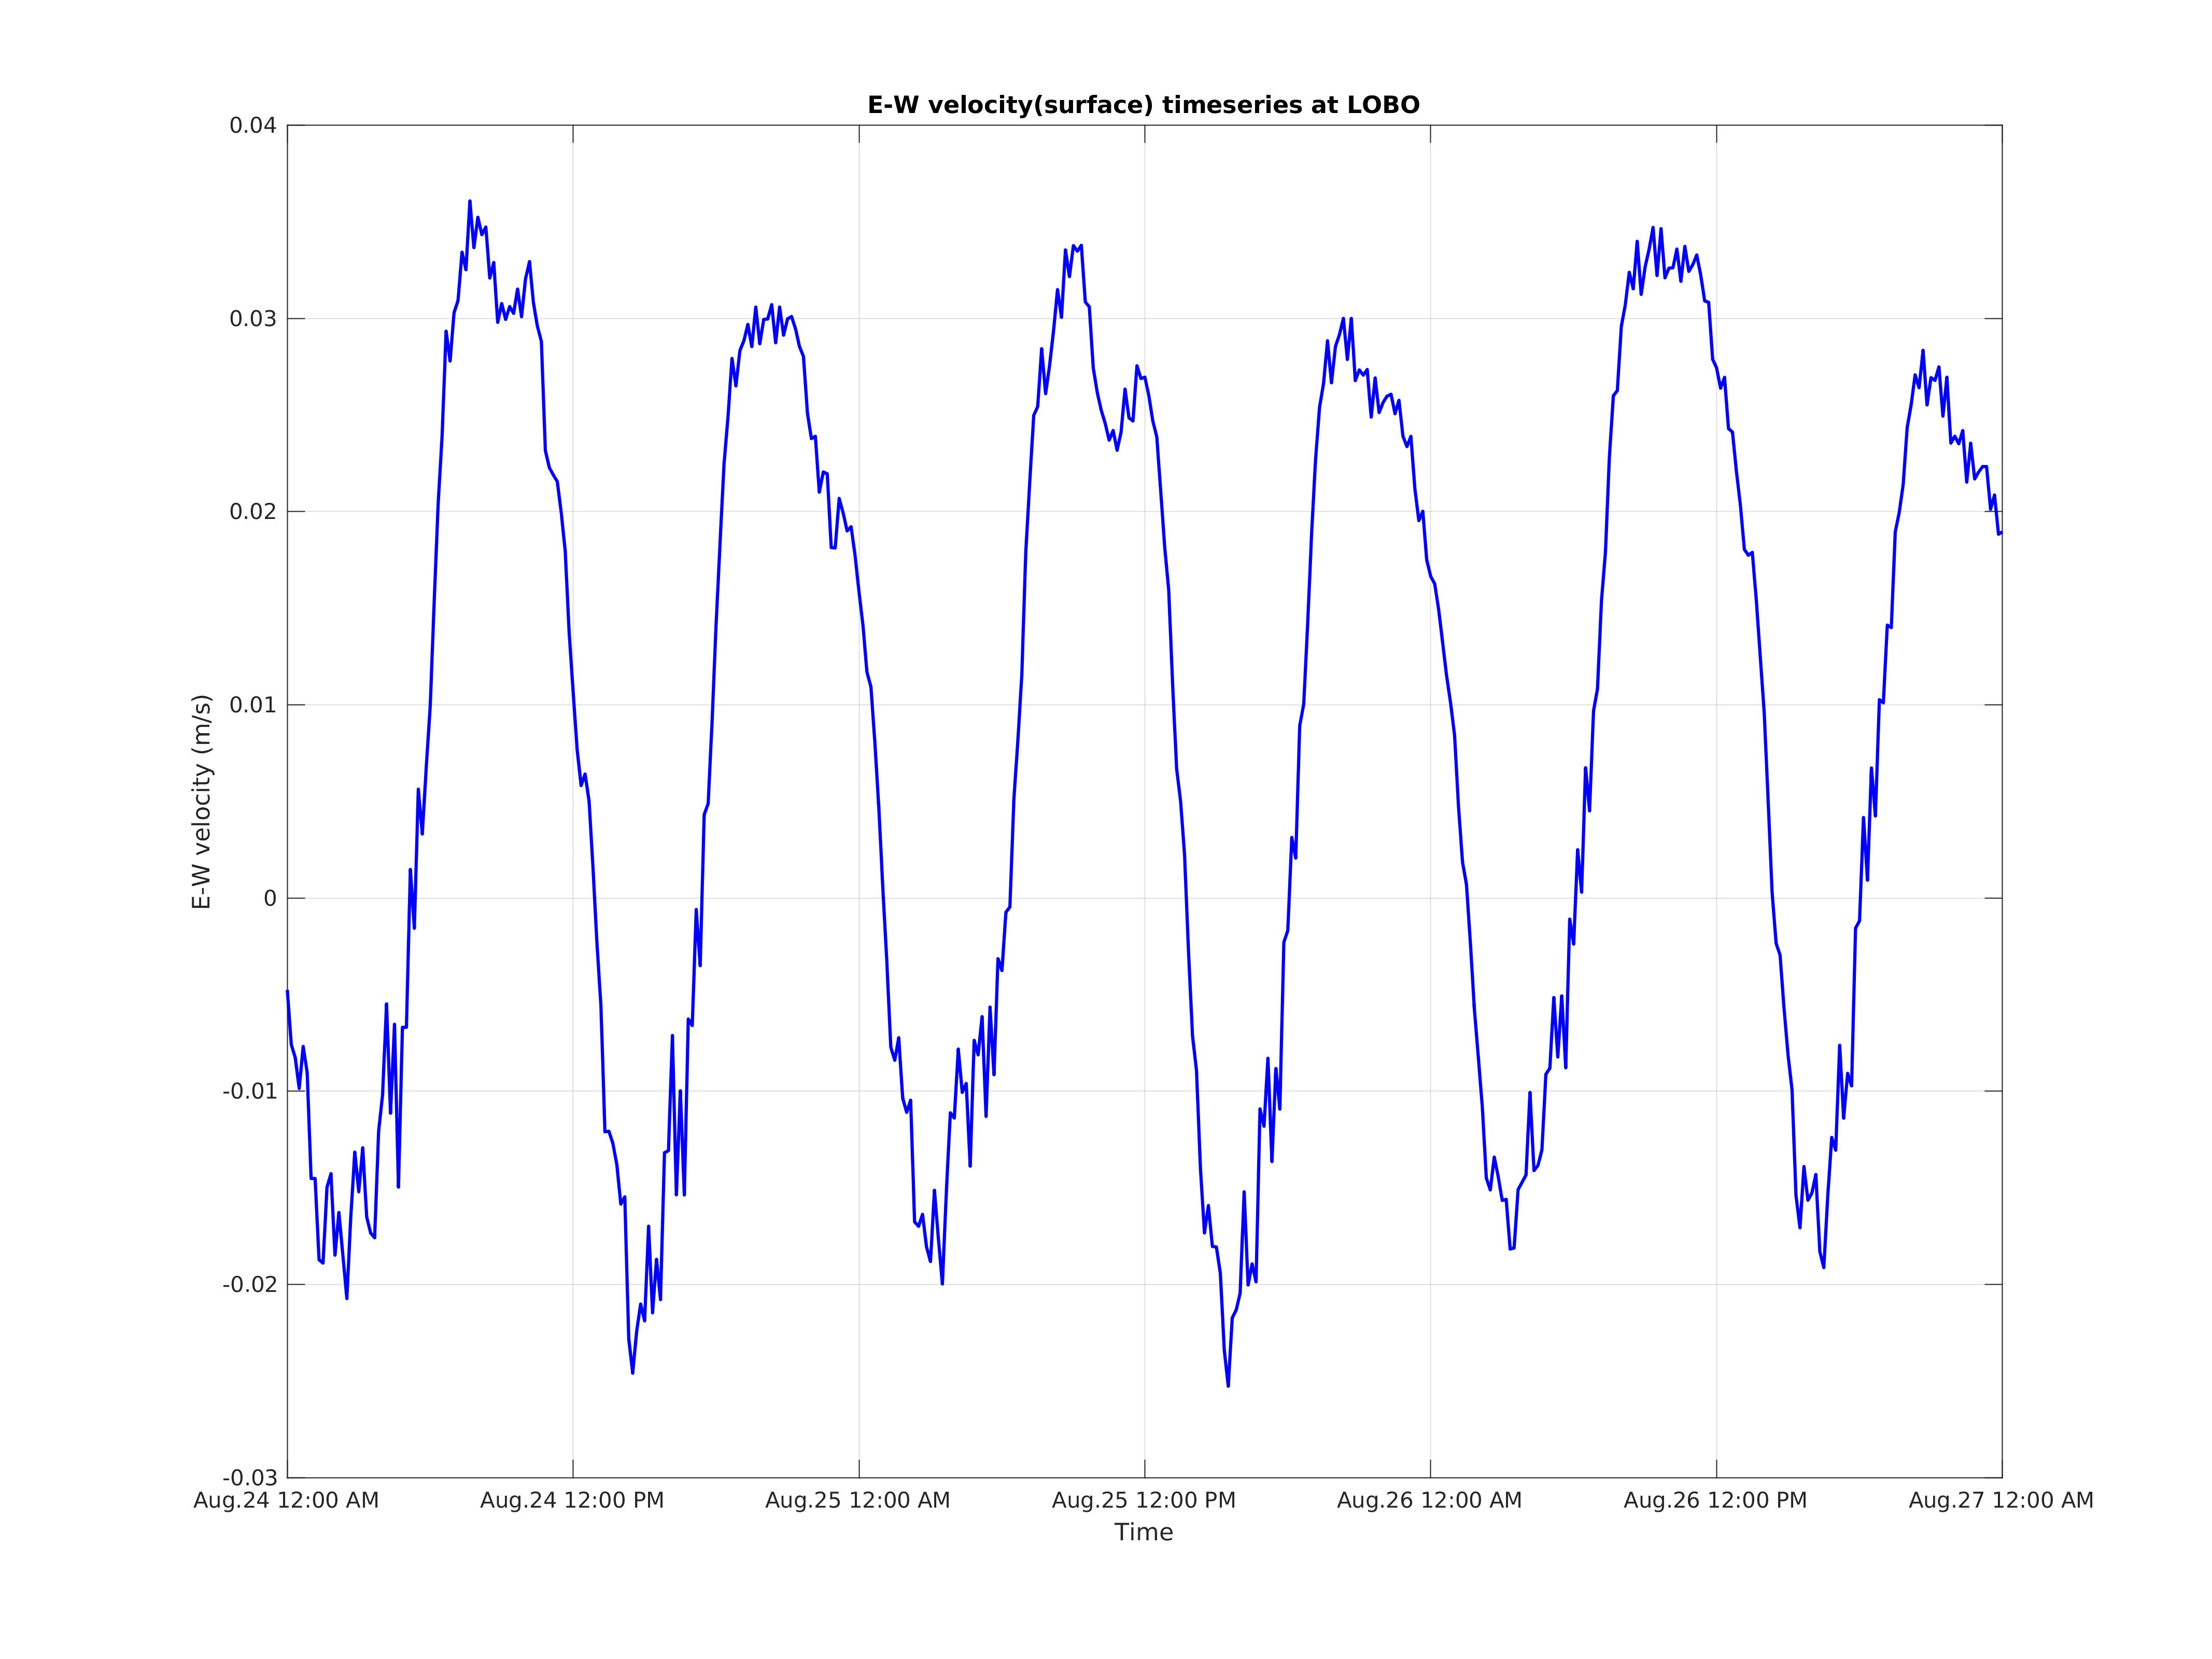 E-W velocity(surface) timeseries at LOBO
0.04
0.03
0.02
0.01
0
-0.01
-0.02
-0.03
E-W velocity (m/s)
Aug.24 12:00 AM Aug.24 12:00 PM Aug.25 12:00 AM Aug.25 12:00 PM Aug.26 12:00 AM Aug.26 12:00 PM Aug.27 12:00 AM
Time